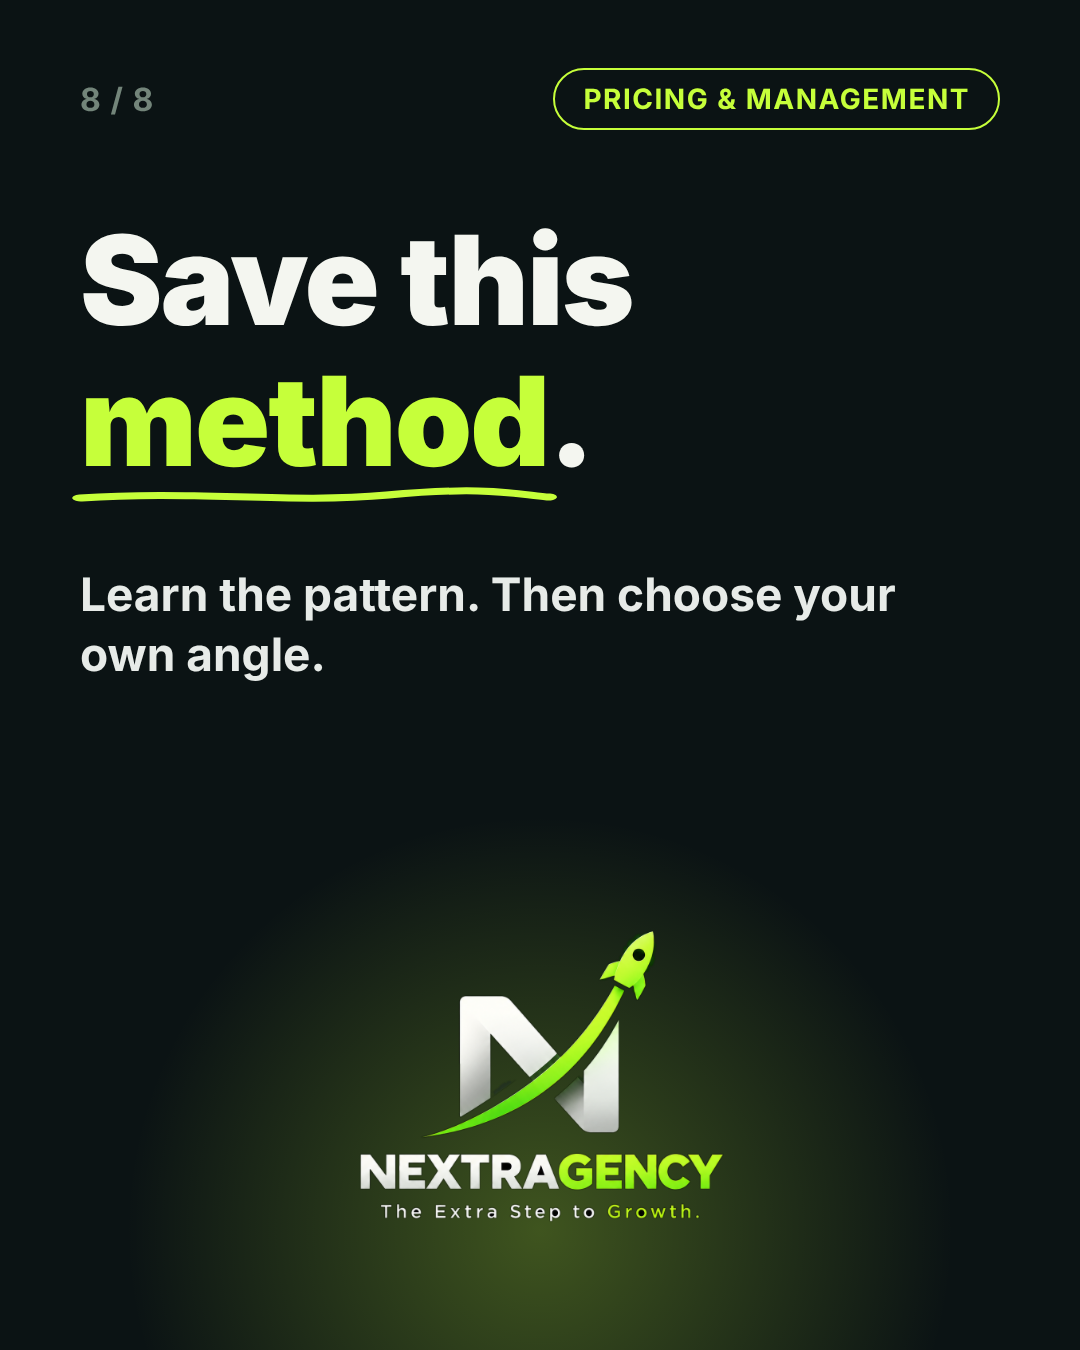 8 / 8
PRICING & MANAGEMENT
Save this
method.
Learn the pattern. Then choose your
own angle.
NEXTRAGENCY
The Extra Step to Growth.